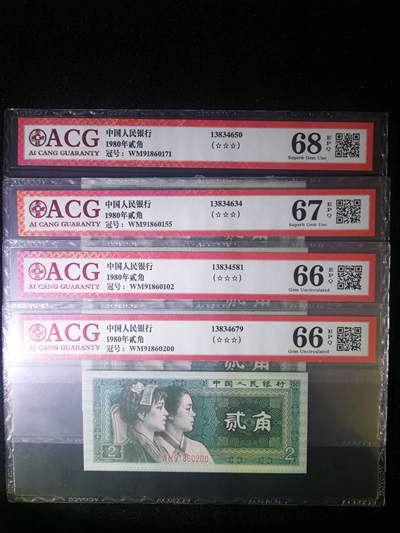 ACG
AI CANG GUARANTY
中国人民银行
1980年贰角
冠号: WM91860171
13834650
(☆☆☆)
68
EPQ
Superb Gem Unc
ACG
AI CANG GUARANTY
中国人民银行
1980年贰角
冠号: WM91860155
13834634
(☆☆☆)
67
EPQ
Superb Gem Unc
ACG
AI CANG GUARANTY
中国人民银行
1980年贰角
冠号: WM91860102
13834581
(☆☆☆)
66
EPQ
Gem Uncirculated
ACG
AI CANG GUARANTY
中国人民银行
1980年贰角
冠号: WM91860200
13834679
(☆☆☆)
66
EPQ
Gem Uncirculated
中国人民银行
贰角
WM91860200
2
2